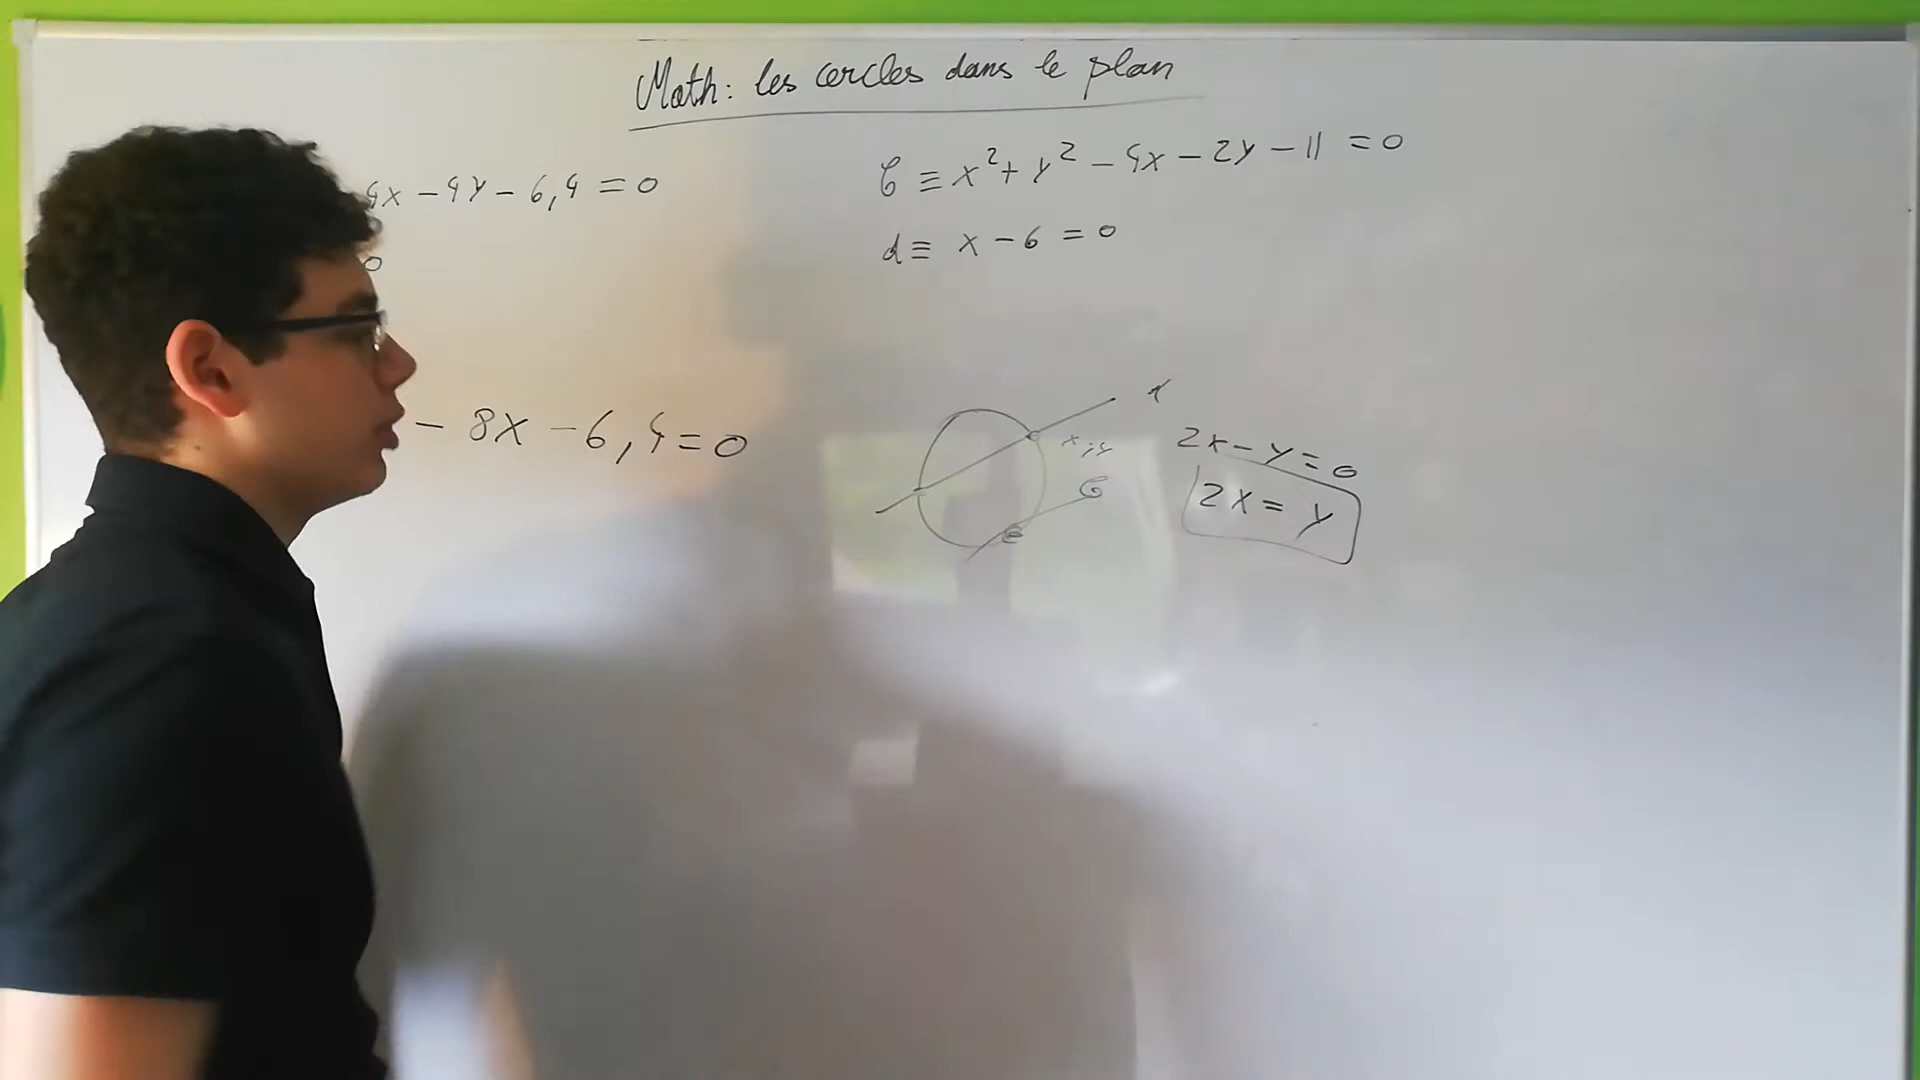 Math: les cercles dans le plan
4x - 4y - 6,4 = 0
0
- 8x - 6,4 = 0
C ≡ x² + y² - 4x - 2y - 11 = 0
d ≡ x - 6 = 0
x ; y
C
2x - y = 0
2x = y